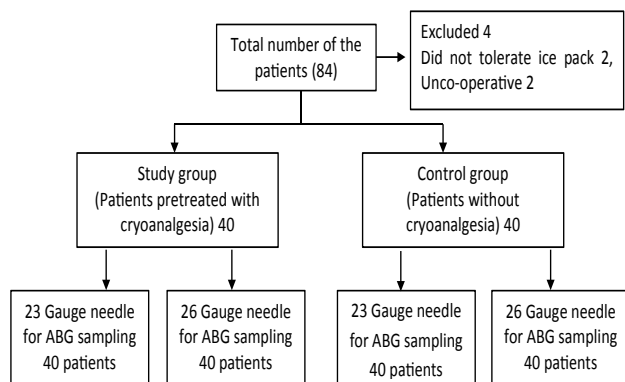 Total number of the
patients (84)
Excluded 4
Did not tolerate ice pack 2,
Unco-operative 2
Study group
(Patients pretreated with
cryoanalgesia) 40
Control group
(Patients without
cryoanalgesia) 40
23 Gauge needle
for ABG sampling
40 patients
26 Gauge needle
for ABG sampling
40 patients
23 Gauge needle
for ABG sampling
40 patients
26 Gauge needle
for ABG sampling
40 patients